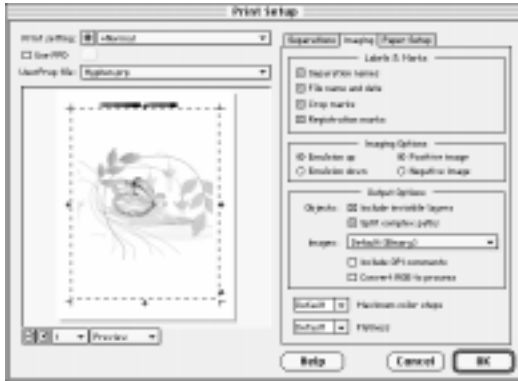 Print Setup
Print setting: *Normal
Use PPD
UserPrep file:
Preview
Separations Imaging Paper Setup
Labels & Marks
Separation names
File name and date
Crop marks
Registration marks
Imaging Options
Emulsion up Positive image
Emulsion down Negative image
Output Options
Objects: Include invisible layers
Split complex paths
Images: Default (Binary)
Include OPI comments
Convert RGB to process
Default Maximum color steps
Default Flatness
Help Cancel OK